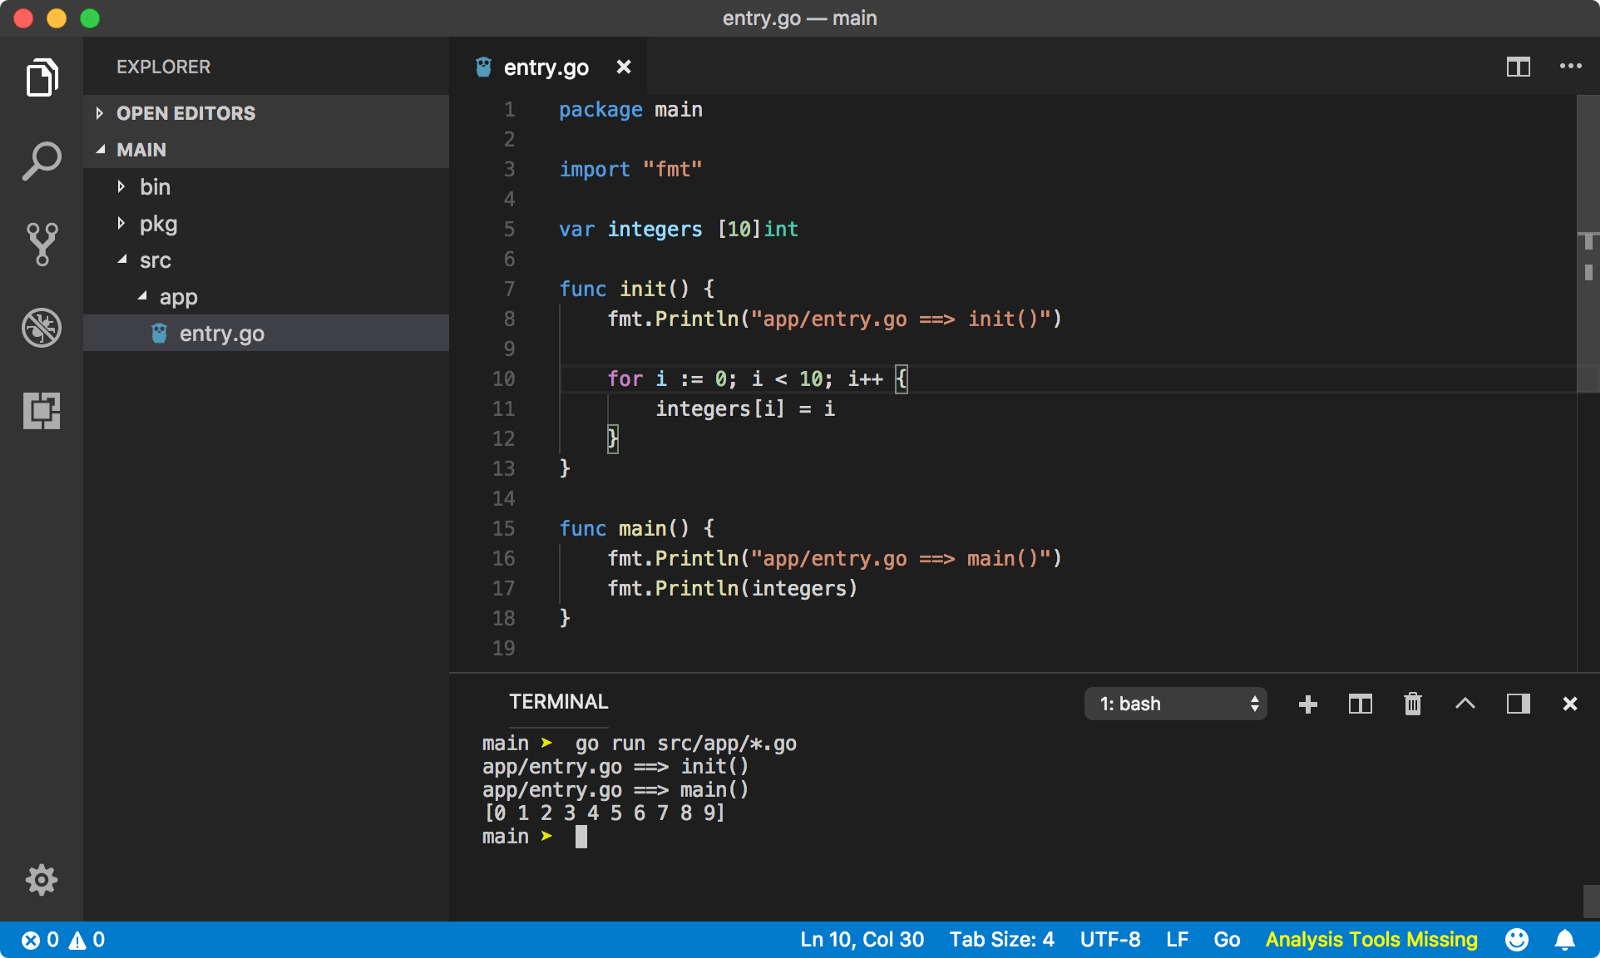 entry.go — main
EXPLORER
OPEN EDITORS
MAIN
bin
pkg
src
app
entry.go
entry.go
1 package main
2
3 import "fmt"
4
5 var integers [10]int
6
7 func init() {
8 fmt.Println("app/entry.go ==> init()")
9
10 for i := 0; i < 10; i++ {
11 integers[i] = i
12 }
13 }
14
15 func main() {
16 fmt.Println("app/entry.go ==> main()")
17 fmt.Println(integers)
18 }
19
TERMINAL
1: bash
main ➤ go run src/app/*.go
app/entry.go ==> init()
app/entry.go ==> main()
[0 1 2 3 4 5 6 7 8 9]
main ➤
0 0 Ln 10, Col 30 Tab Size: 4 UTF-8 LF Go Analysis Tools Missing